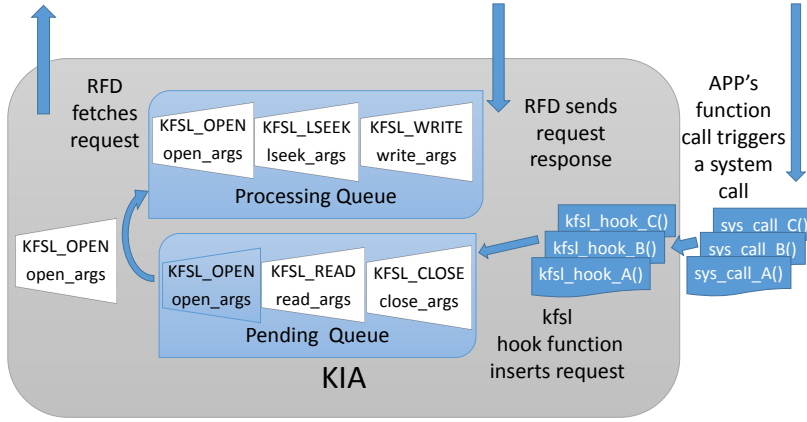 RFD
fetches
request
KFSL_OPEN
open_args
KFSL_LSEEK
lseek_args
KFSL_WRITE
write_args
Processing Queue
RFD sends
request
response
APP's
function
call triggers
a system
call
KFSL_OPEN
open_args
KFSL_OPEN
open_args
KFSL_READ
read_args
KFSL_CLOSE
close_args
Pending Queue
kfsl_hook_C()
kfsl_hook_B()
kfsl_hook_A()
sys_call_C()
sys_call_B()
sys_call_A()
kfsl
hook function
inserts request
KIA